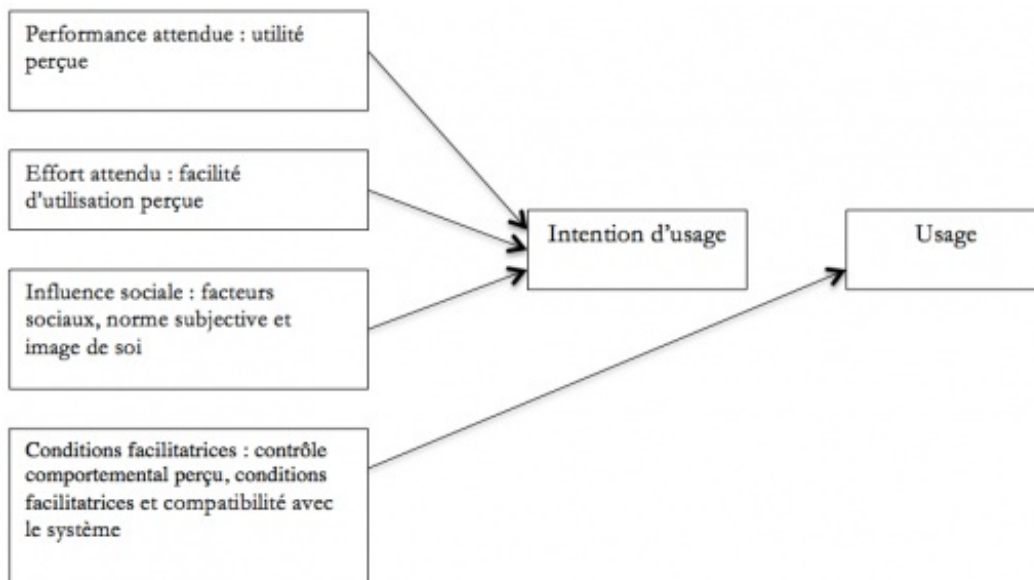 Performance attendue : utilité
perçue
Effort attendu : facilité
d'utilisation perçue
Influence sociale : facteurs
sociaux, norme subjective et
image de soi
Conditions facilitatrices : contrôle
comportemental perçu, conditions
facilitatrices et compatibilité avec
le système
Intention d'usage
Usage